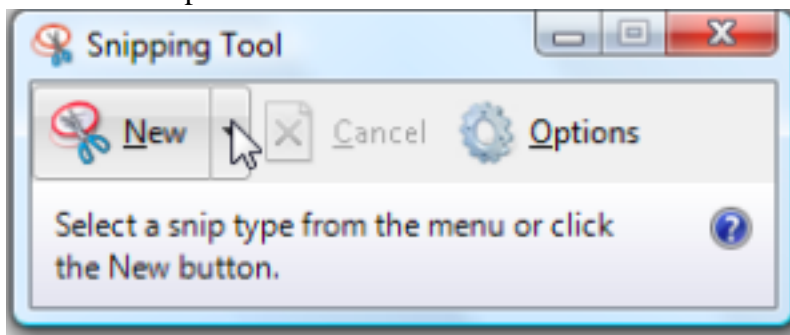 Snipping Tool
New Cancel Options
Select a snip type from the menu or click
the New button.